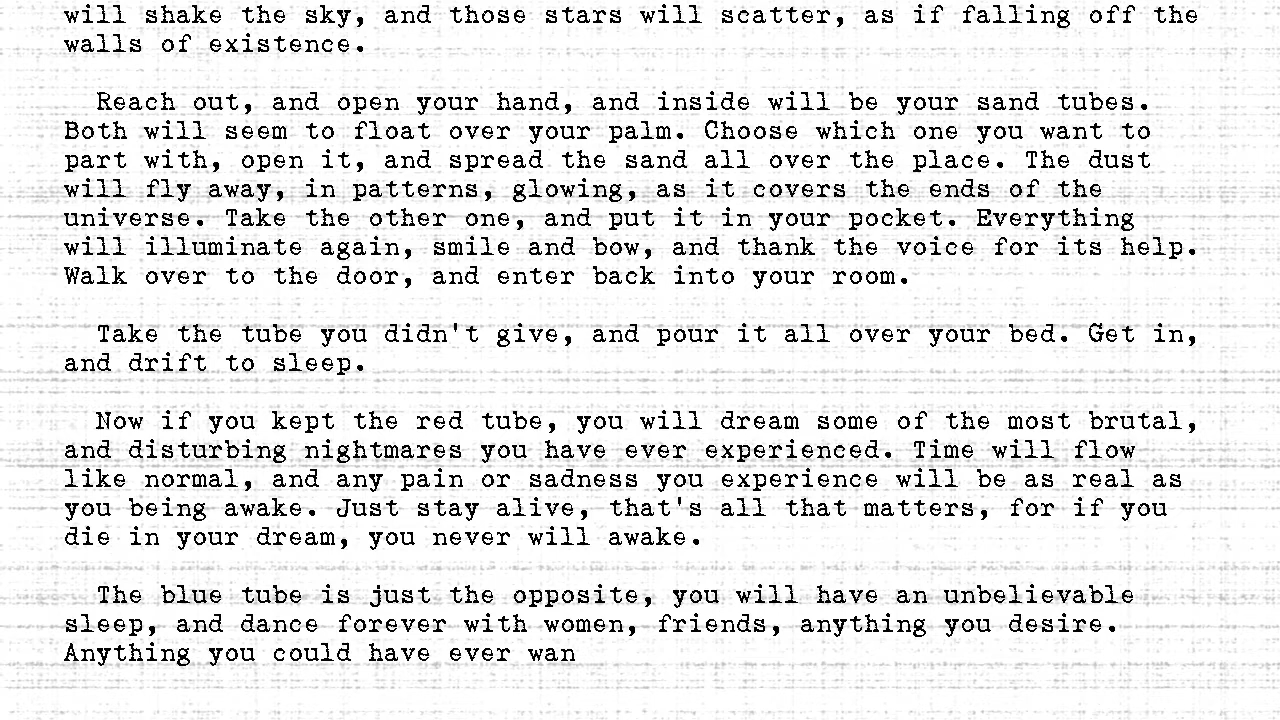 will shake the sky, and those stars will scatter, as if falling off the
walls of existence.
Reach out, and open your hand, and inside will be your sand tubes.
Both will seem to float over your palm. Choose which one you want to
part with, open it, and spread the sand all over the place. The dust
will fly away, in patterns, glowing, as it covers the ends of the
universe. Take the other one, and put it in your pocket. Everything
will illuminate again, smile and bow, and thank the voice for its help.
Walk over to the door, and enter back into your room.
Take the tube you didn't give, and pour it all over your bed. Get in,
and drift to sleep.
Now if you kept the red tube, you will dream some of the most brutal,
and disturbing nightmares you have ever experienced. Time will flow
like normal, and any pain or sadness you experience will be as real as
you being awake. Just stay alive, that's all that matters, for if you
die in your dream, you never will awake.
The blue tube is just the opposite, you will have an unbelievable
sleep, and dance forever with women, friends, anything you desire.
Anything you could have ever wan